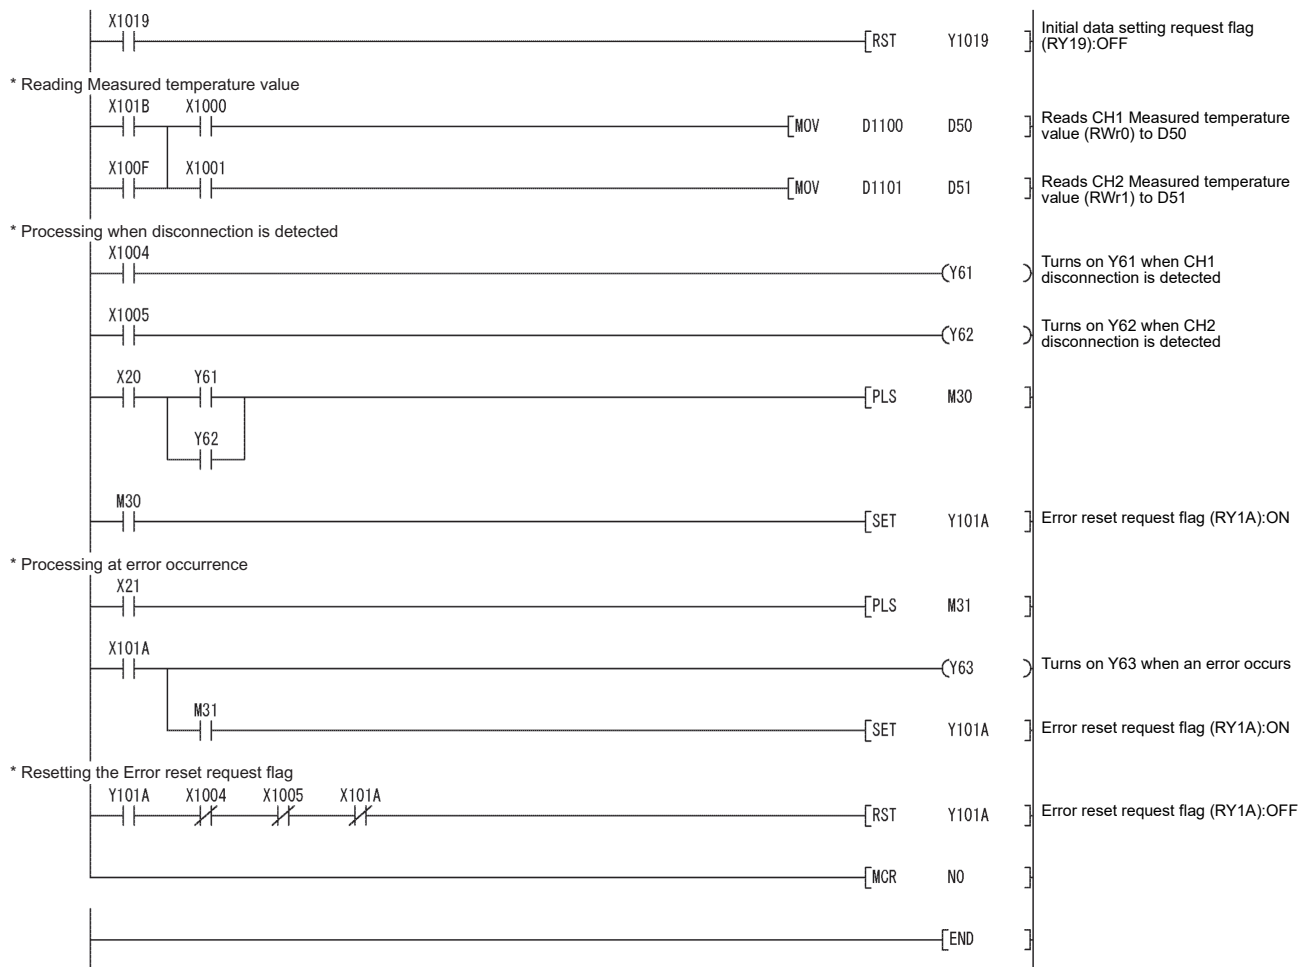 X1019
RST Y1019
Initial data setting request flag
(RY19):OFF
* Reading Measured temperature value
X101B X1000
MOV D1100 D50
Reads CH1 Measured temperature
value (RWr0) to D50
X100F X1001
MOV D1101 D51
Reads CH2 Measured temperature
value (RWr1) to D51
* Processing when disconnection is detected
X1004
Y61
Turns on Y61 when CH1
disconnection is detected
X1005
Y62
Turns on Y62 when CH2
disconnection is detected
X20 Y61
PLS M30
Y62
M30
SET Y101A
Error reset request flag (RY1A):ON
* Processing at error occurrence
X21
PLS M31
X101A
Y63
Turns on Y63 when an error occurs
M31
SET Y101A
Error reset request flag (RY1A):ON
* Resetting the Error reset request flag
Y101A X1004 X1005 X101A
RST Y101A
Error reset request flag (RY1A):OFF
MCR N0
END